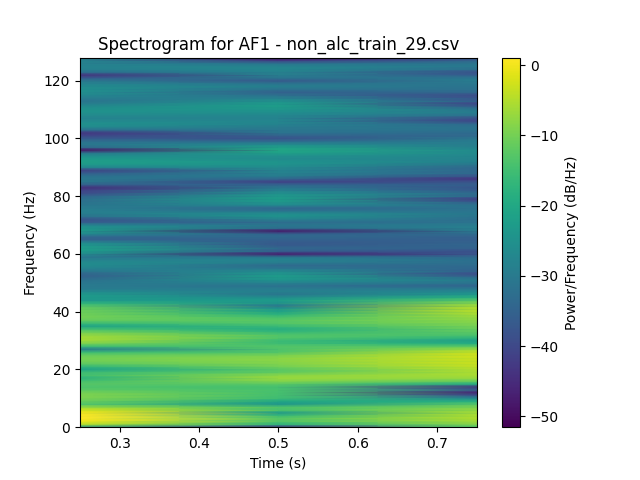 Spectrogram for AF1 - non_alc_train_29.csv
120
100
80
60
40
20
0
Frequency (Hz)
0.3 0.4 0.5 0.6 0.7
Time (s)
0
−10
−20
−30
−40
−50
Power/Frequency (dB/Hz)